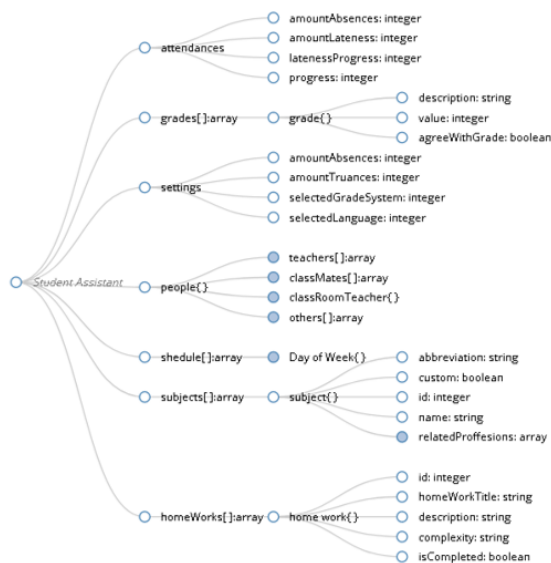 Student Assistant
attendances
amountAbsences: integer
amountLateness: integer
latenessProgress: integer
progress: integer
grades[]:array
grade{}
description: string
value: integer
agreeWithGrade: boolean
settings
amountAbsences: integer
amountTruances: integer
selectedGradeSystem: integer
selectedLanguage: integer
people{}
teachers[]:array
classMates[]:array
classRoomTeacher{}
others[]:array
shedule[]:array
Day of Week{}
subjects[]:array
subject{}
abbreviation: string
custom: boolean
id: integer
name: string
relatedProffesions: array
homeWorks[]:array
home work{}
id: integer
homeWorkTitle: string
description: string
complexity: string
isCompleted: boolean